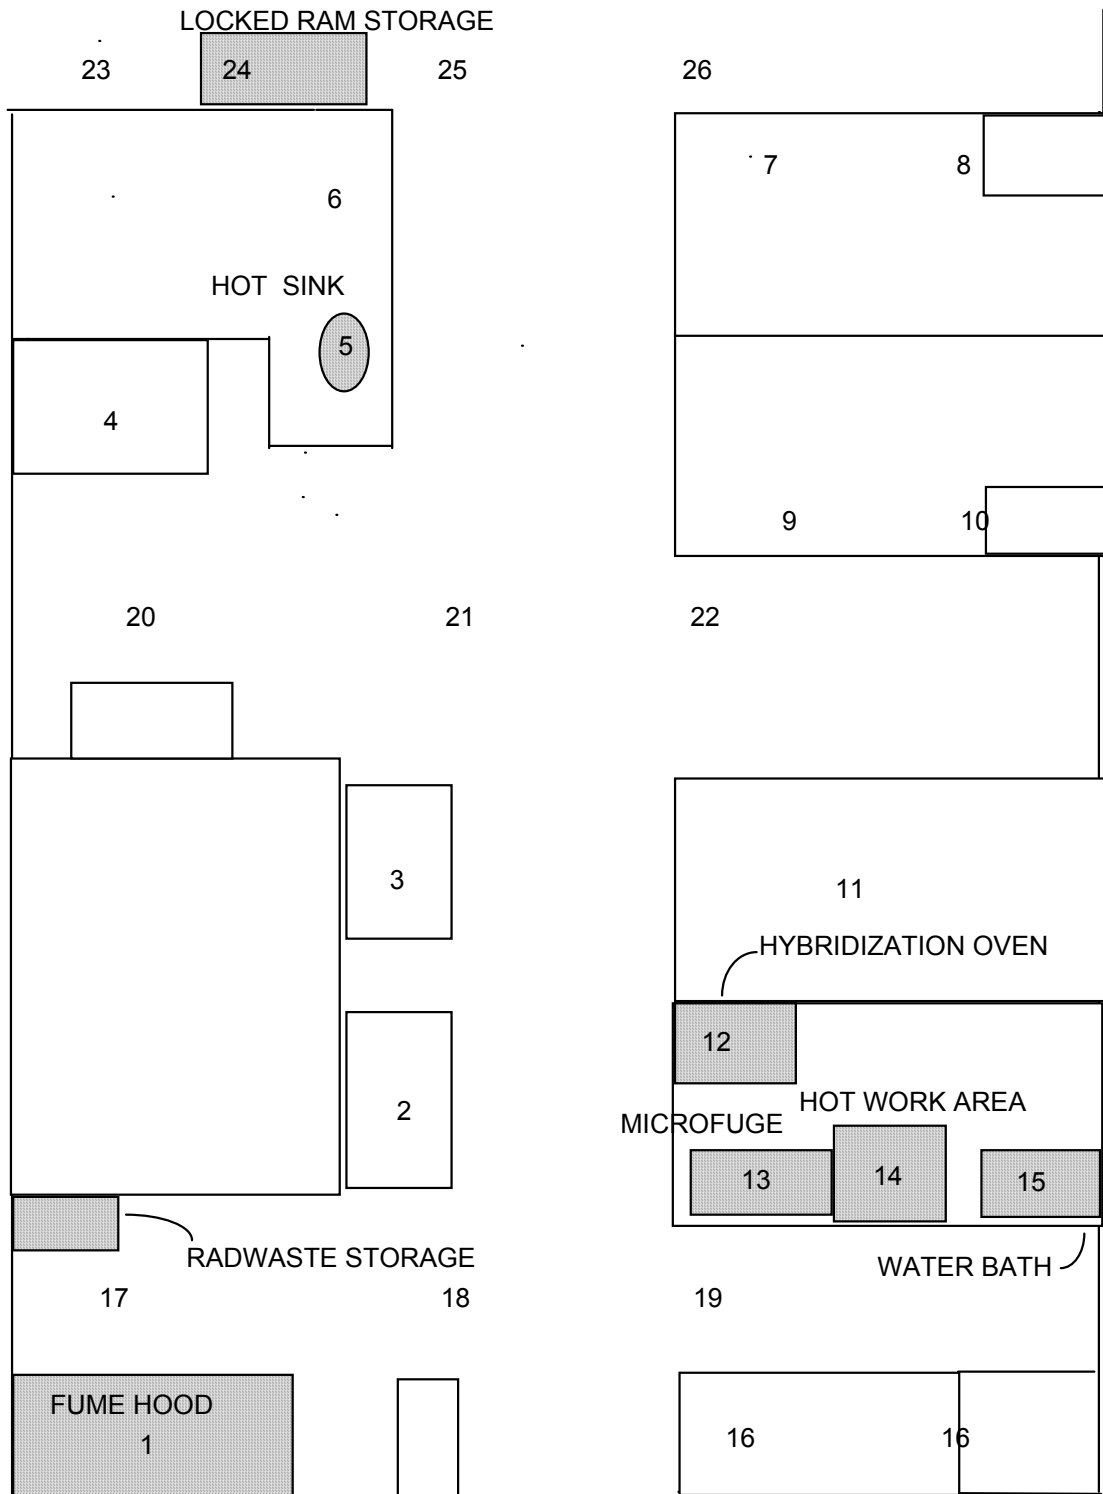 LOCKED RAM STORAGE
23 24 25 26
7 8
6
HOT SINK
5
4
9 10
20 21 22
3
11
HYBRIDIZATION OVEN
12
2
HOT WORK AREA
MICROFUGE
13 14 15
RADWASTE STORAGE
WATER BATH
17 18 19
FUME HOOD
1
16 16